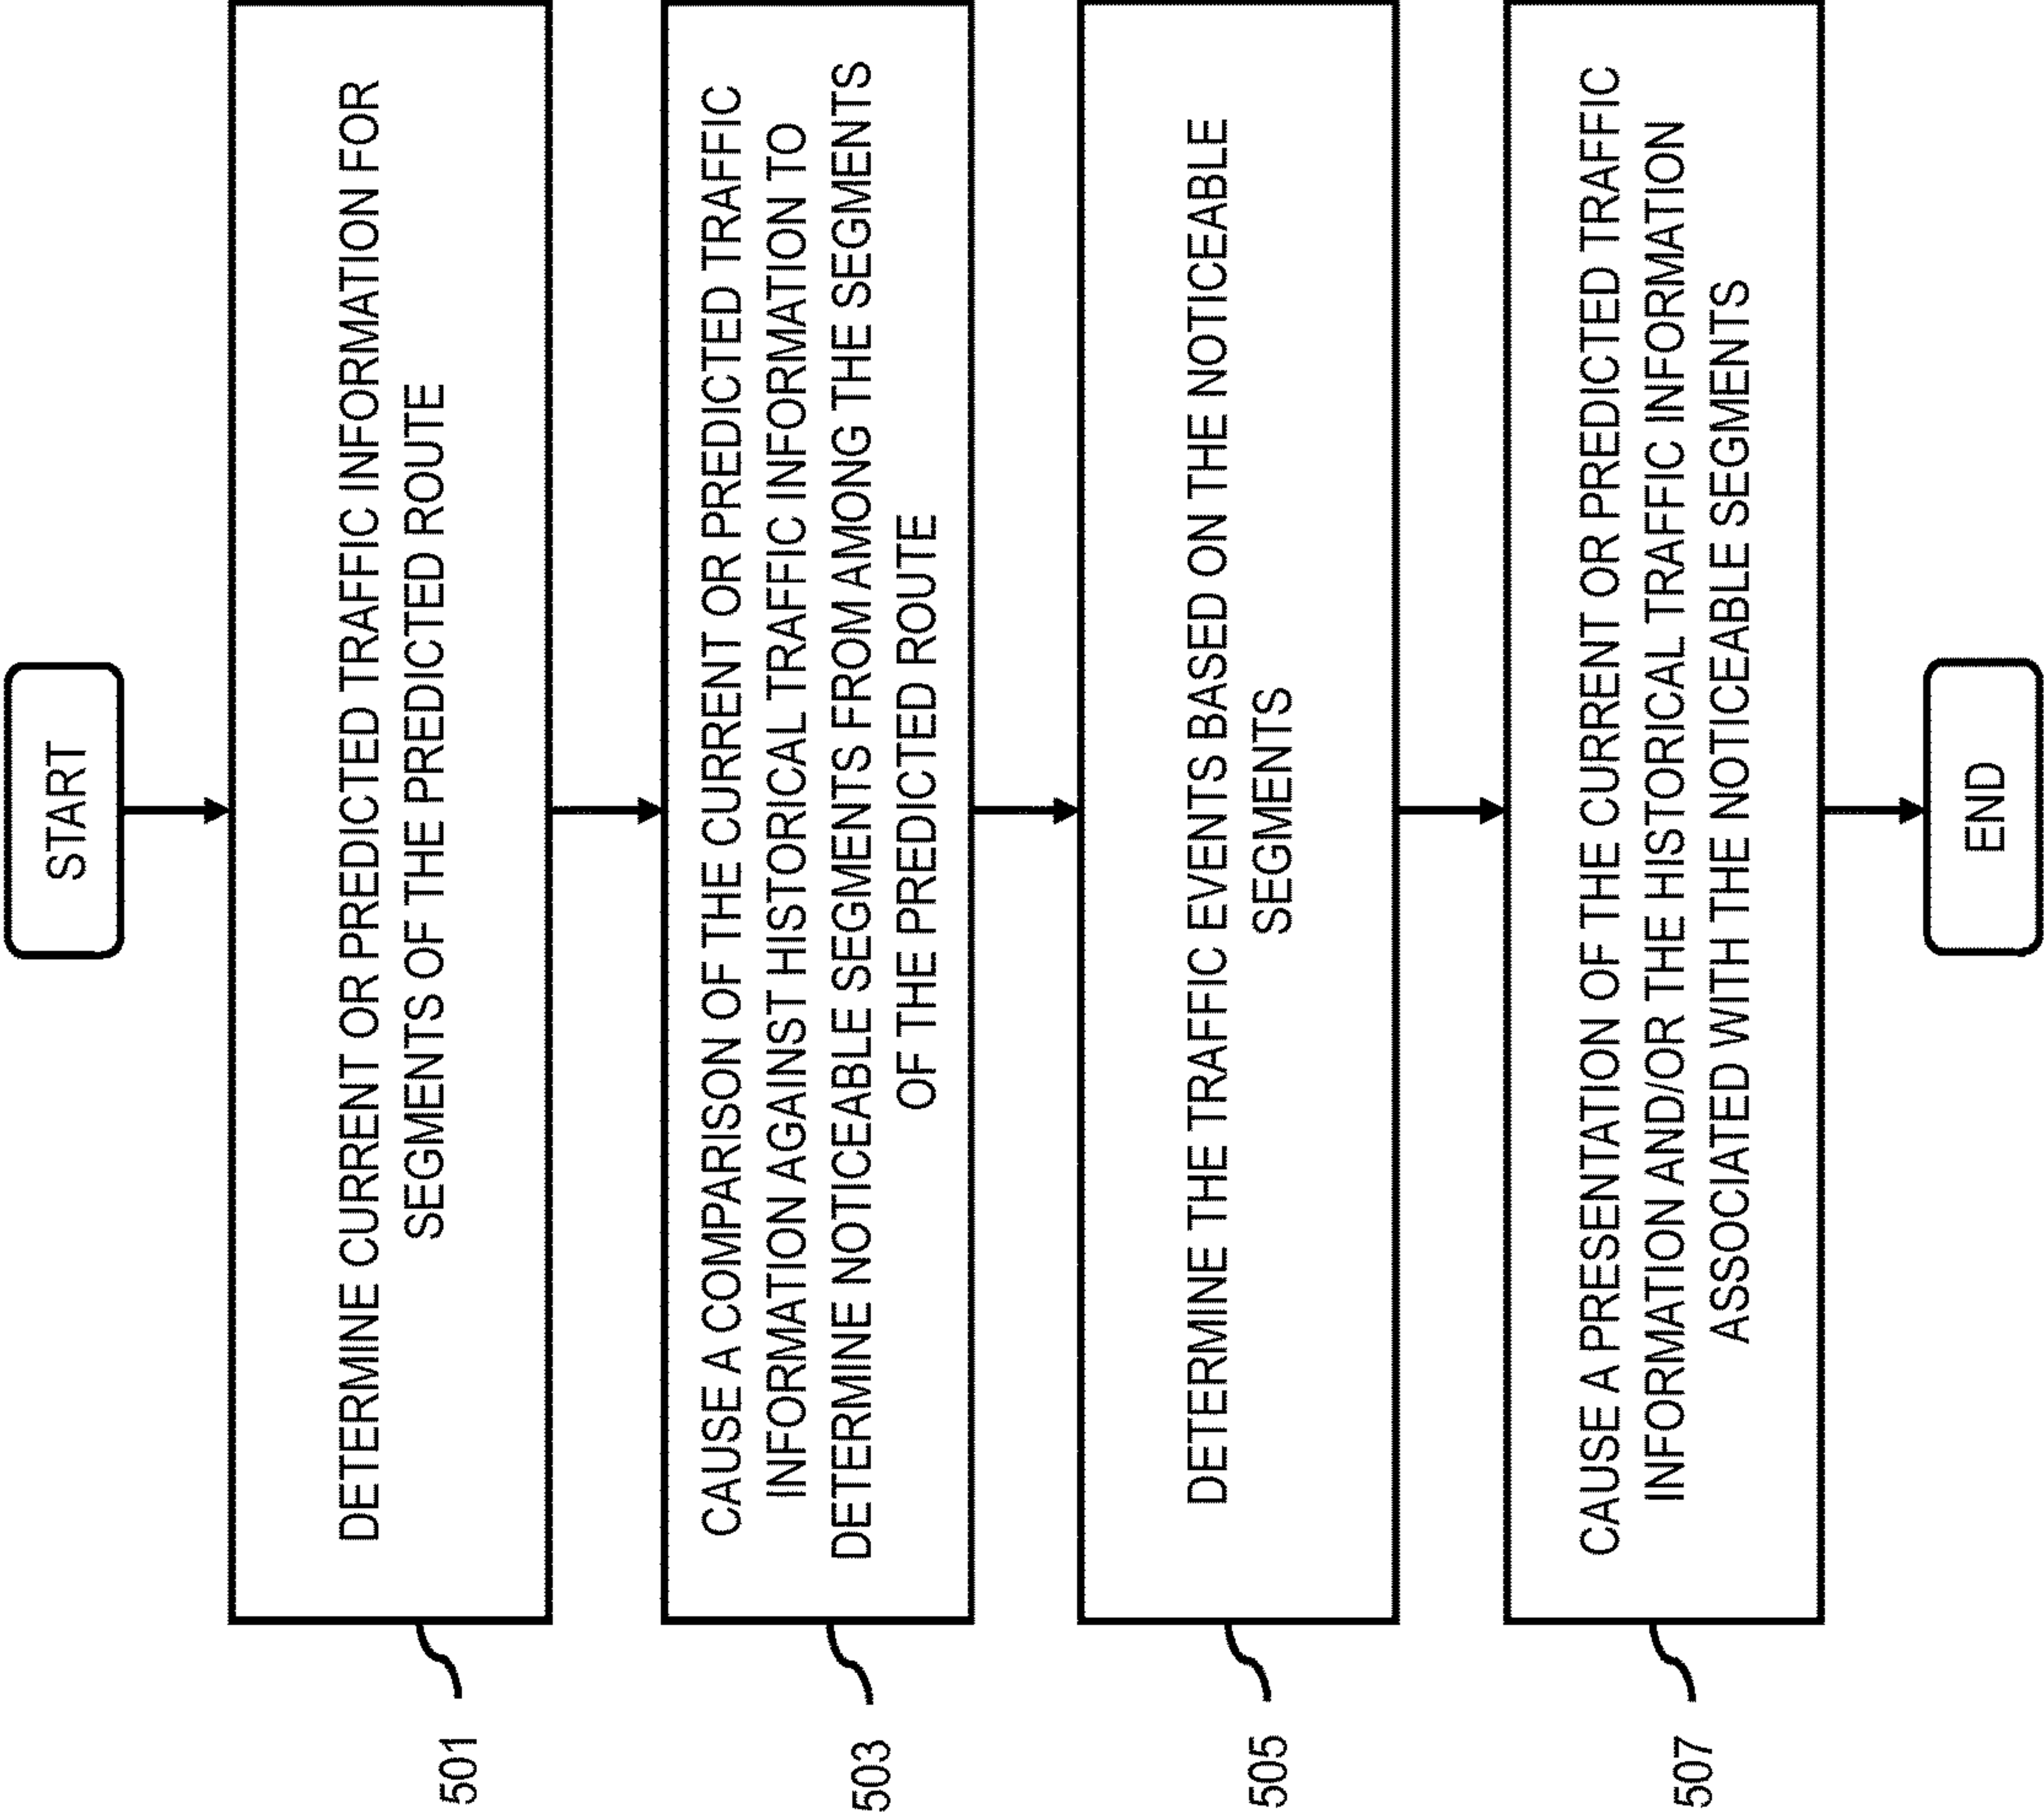 START
DETERMINE CURRENT OR PREDICTED TRAFFIC INFORMATION FOR
SEGMENTS OF THE PREDICTED ROUTE
501
CAUSE A COMPARISON OF THE CURRENT OR PREDICTED TRAFFIC
INFORMATION AGAINST HISTORICAL TRAFFIC INFORMATION TO
DETERMINE NOTICEABLE SEGMENTS FROM AMONG THE SEGMENTS
OF THE PREDICTED ROUTE
503
DETERMINE THE TRAFFIC EVENTS BASED ON THE NOTICEABLE
SEGMENTS
505
CAUSE A PRESENTATION OF THE CURRENT OR PREDICTED TRAFFIC
INFORMATION AND/OR THE HISTORICAL TRAFFIC INFORMATION
ASSOCIATED WITH THE NOTICEABLE SEGMENTS
507
END